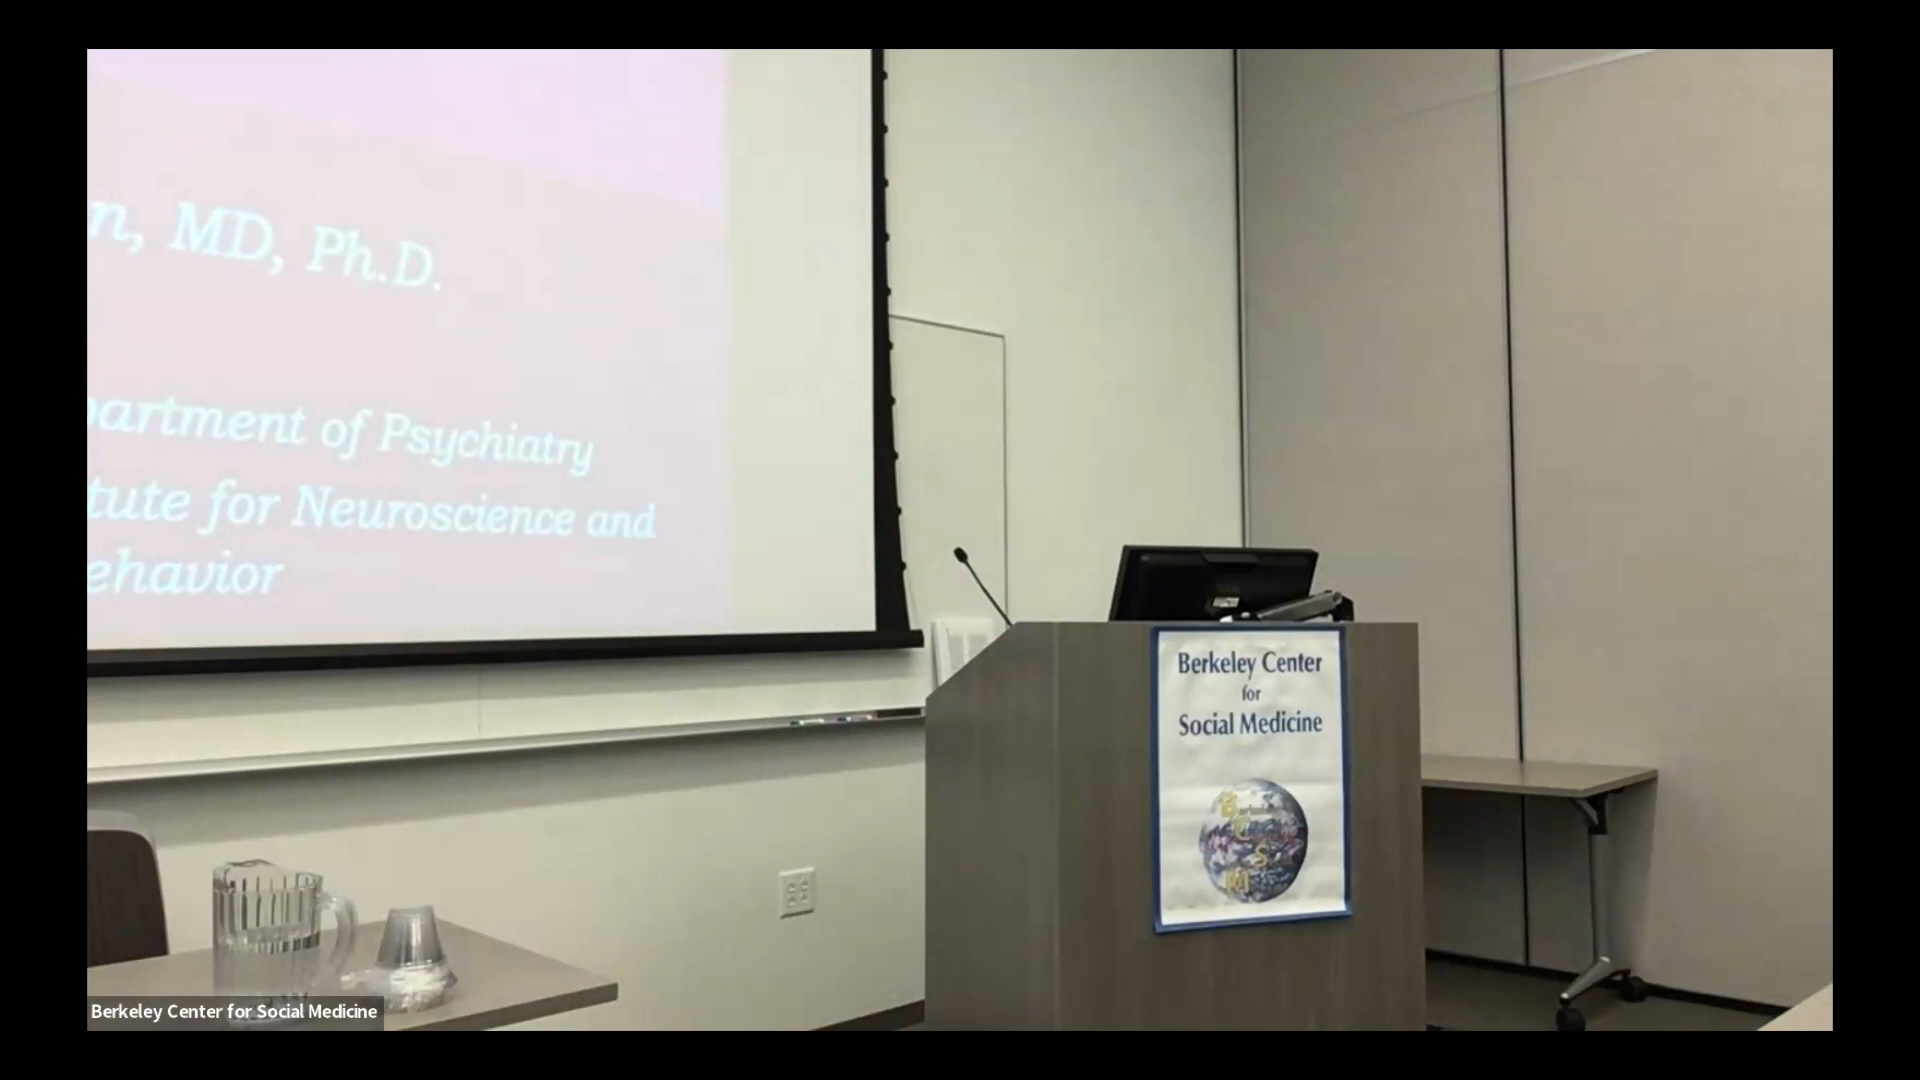 n, MD, Ph.D.
partment of Psychiatry
tute for Neuroscience and
ehavior
Berkeley Center
for
Social Medicine
B
C
S
M
Berkeley Center for Social Medicine